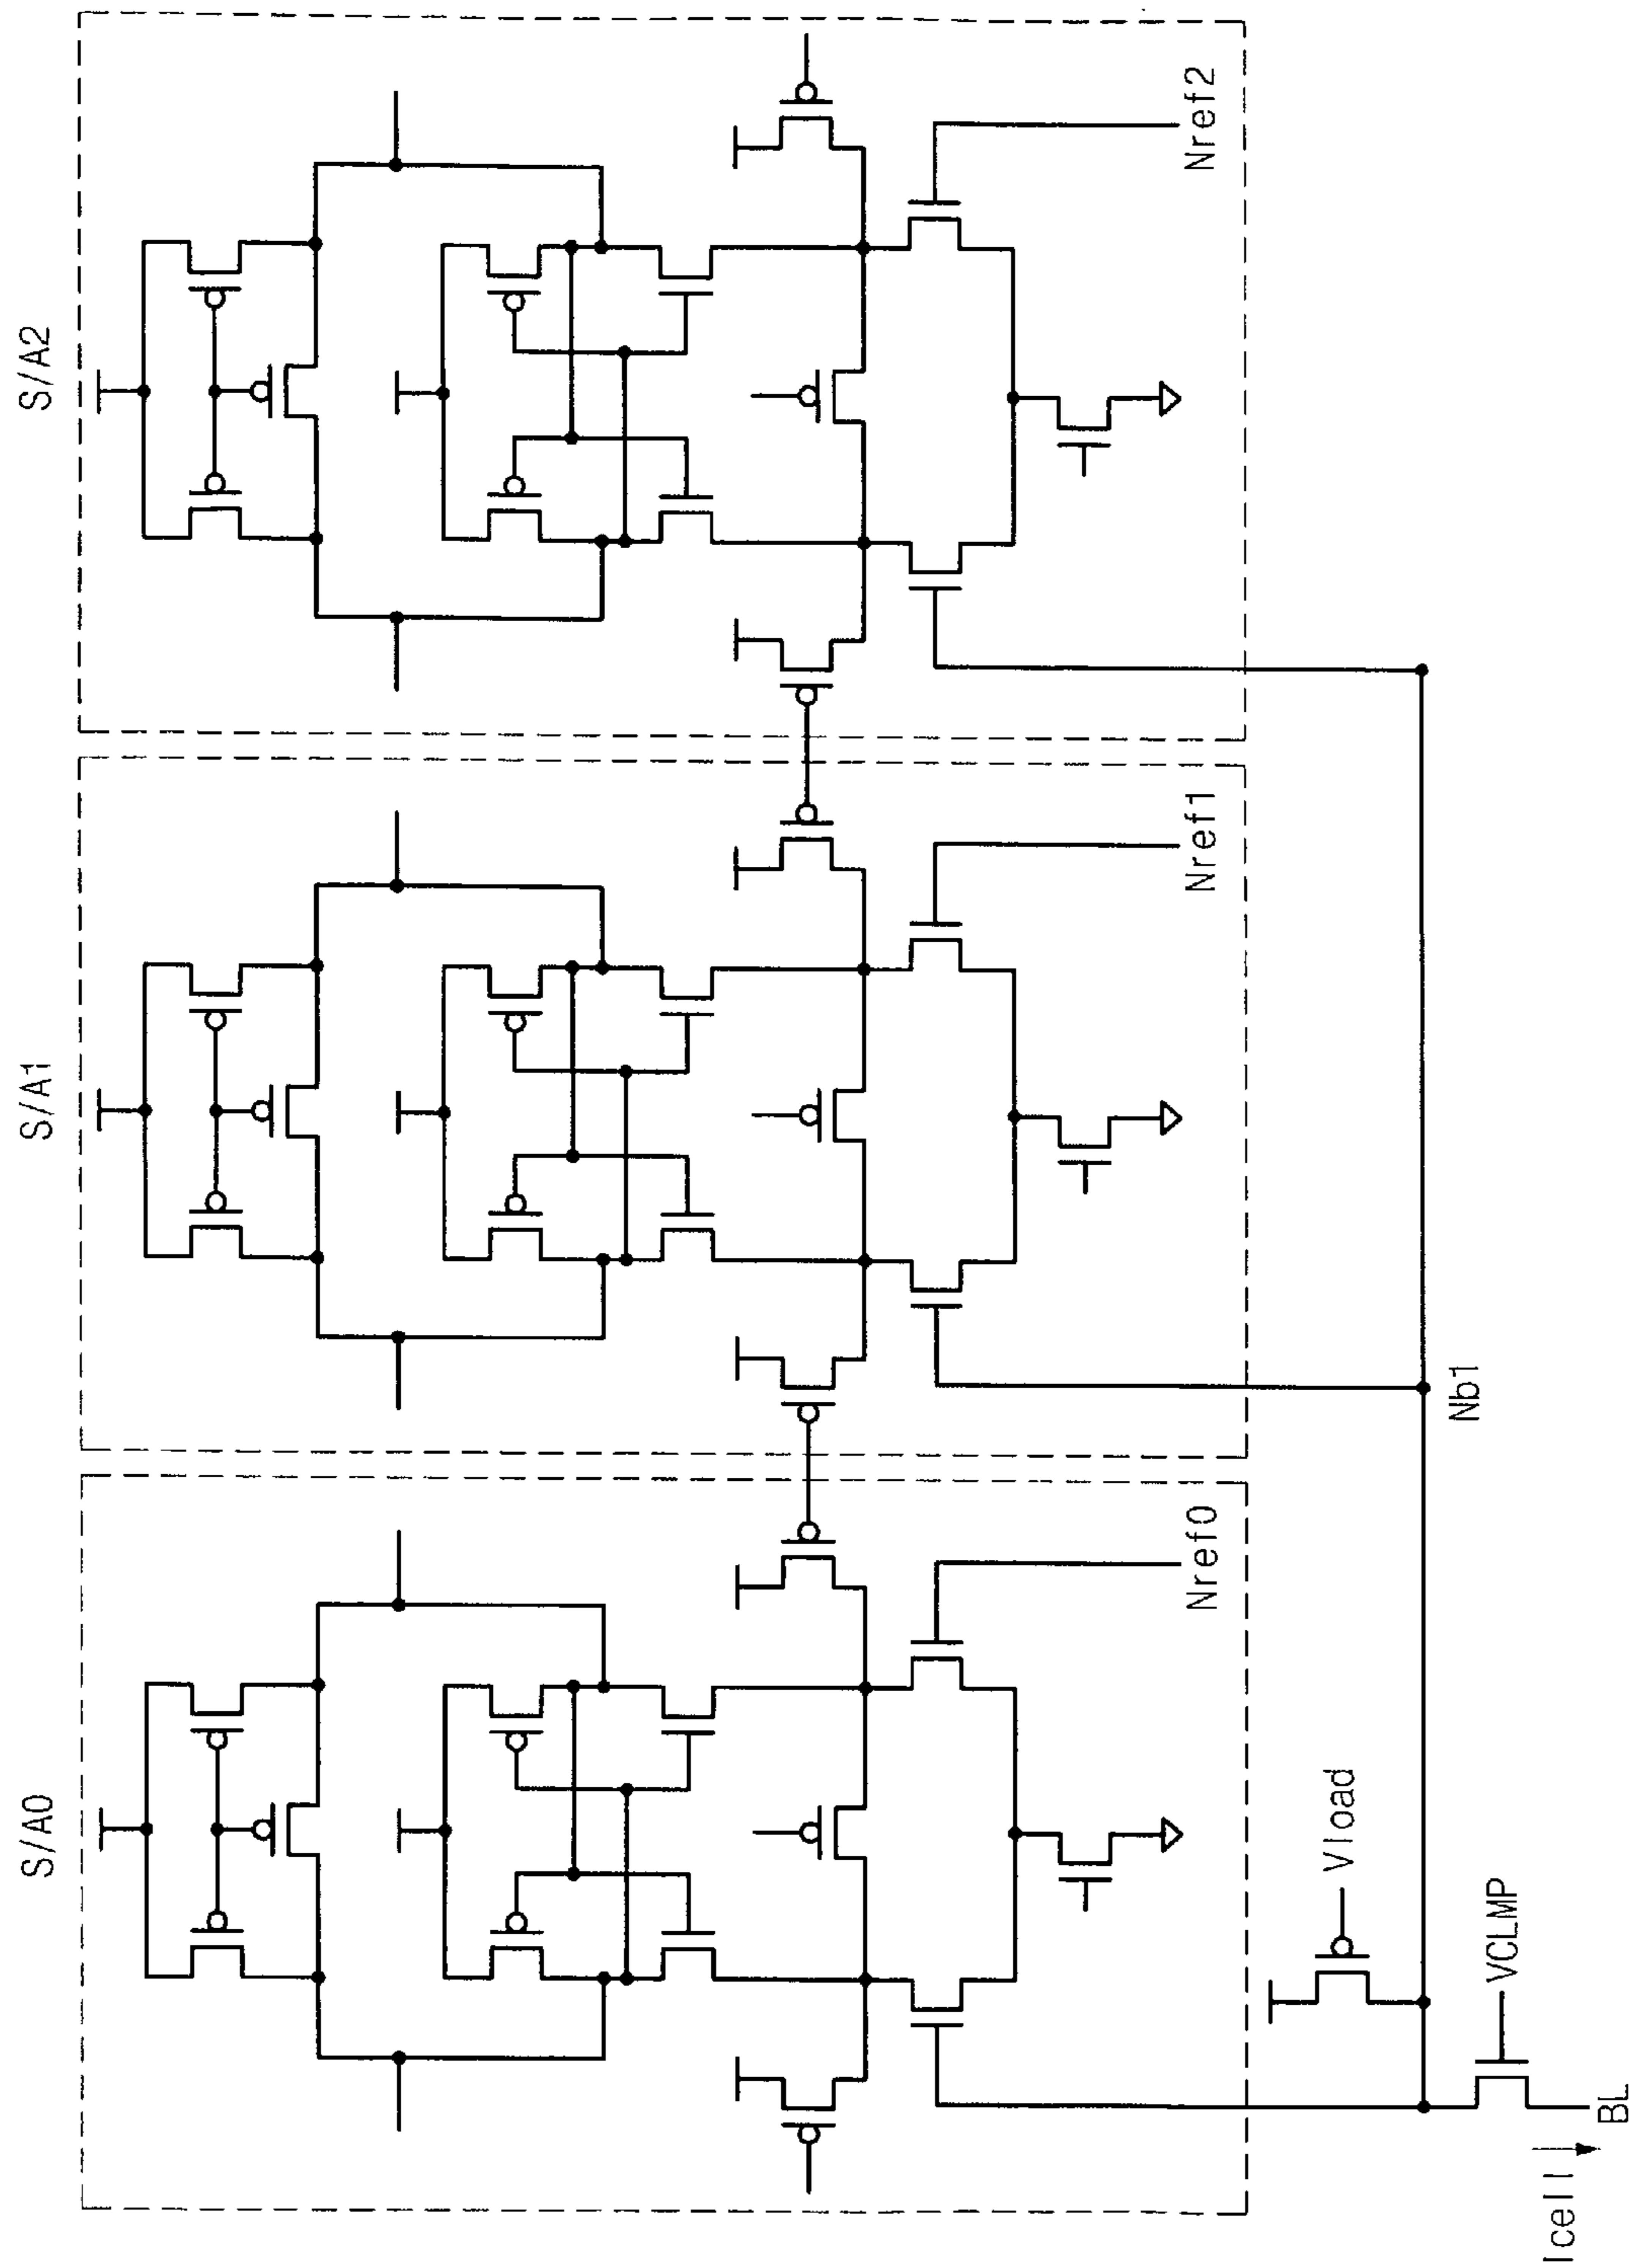 S/A0
S/A1
S/A2
Nref0
Nref1
Nref2
Vload
Nb1
VCLMP
Icell
BL